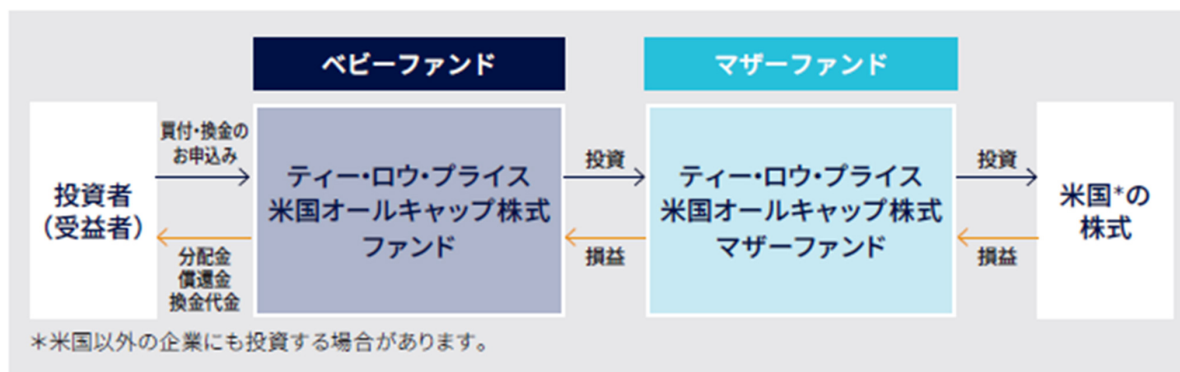 ベビーファンド
マザーファンド
投資者
（受益者）
買付・換金の
お申込み
分配金
償還金
換金代金
ティー・ロウ・プライス
米国オールキャップ株式
ファンド
投資
損益
ティー・ロウ・プライス
米国オールキャップ株式
マザーファンド
投資
損益
米国*の
株式
＊米国以外の企業にも投資する場合があります。